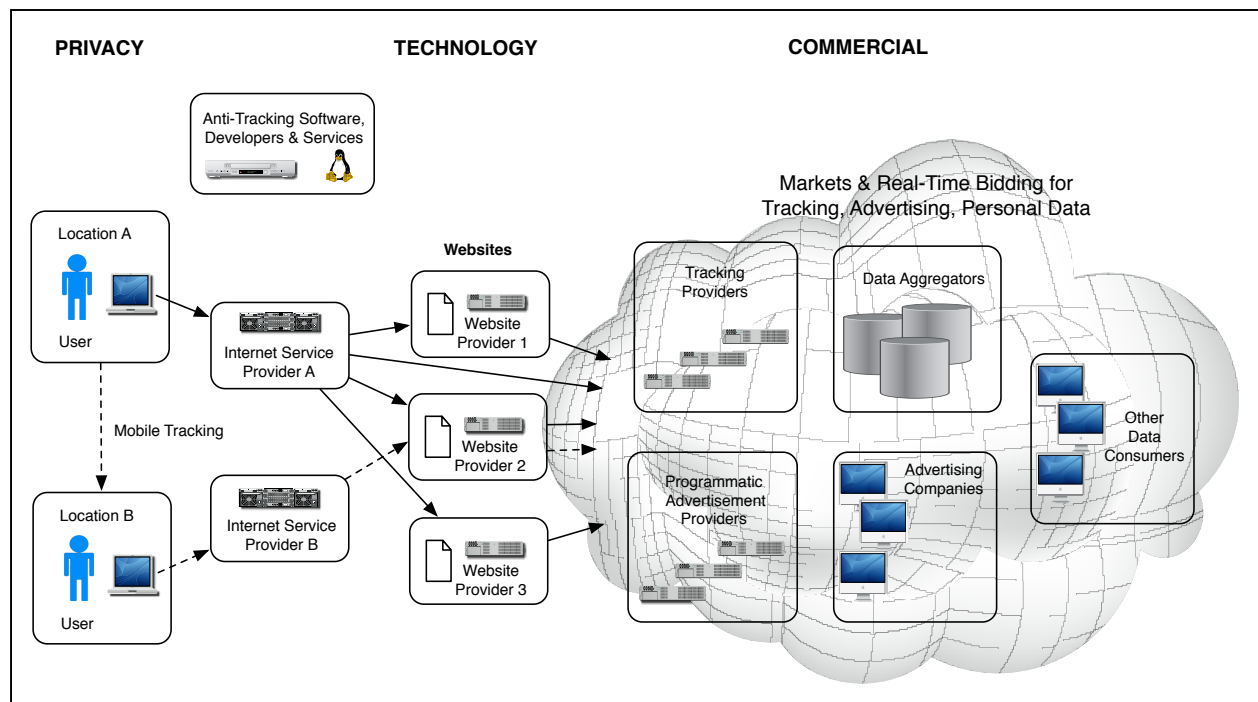 PRIVACY
TECHNOLOGY
COMMERCIAL
Anti-Tracking Software,
Developers & Services
Markets & Real-Time Bidding for
Tracking, Advertising, Personal Data
Location A
User
Internet Service
Provider A
Mobile Tracking
Location B
User
Internet Service
Provider B
Websites
Website
Provider 1
Website
Provider 2
Website
Provider 3
Tracking
Providers
Data Aggregators
Programmatic
Advertisement
Providers
Advertising
Companies
Other
Data
Consumers